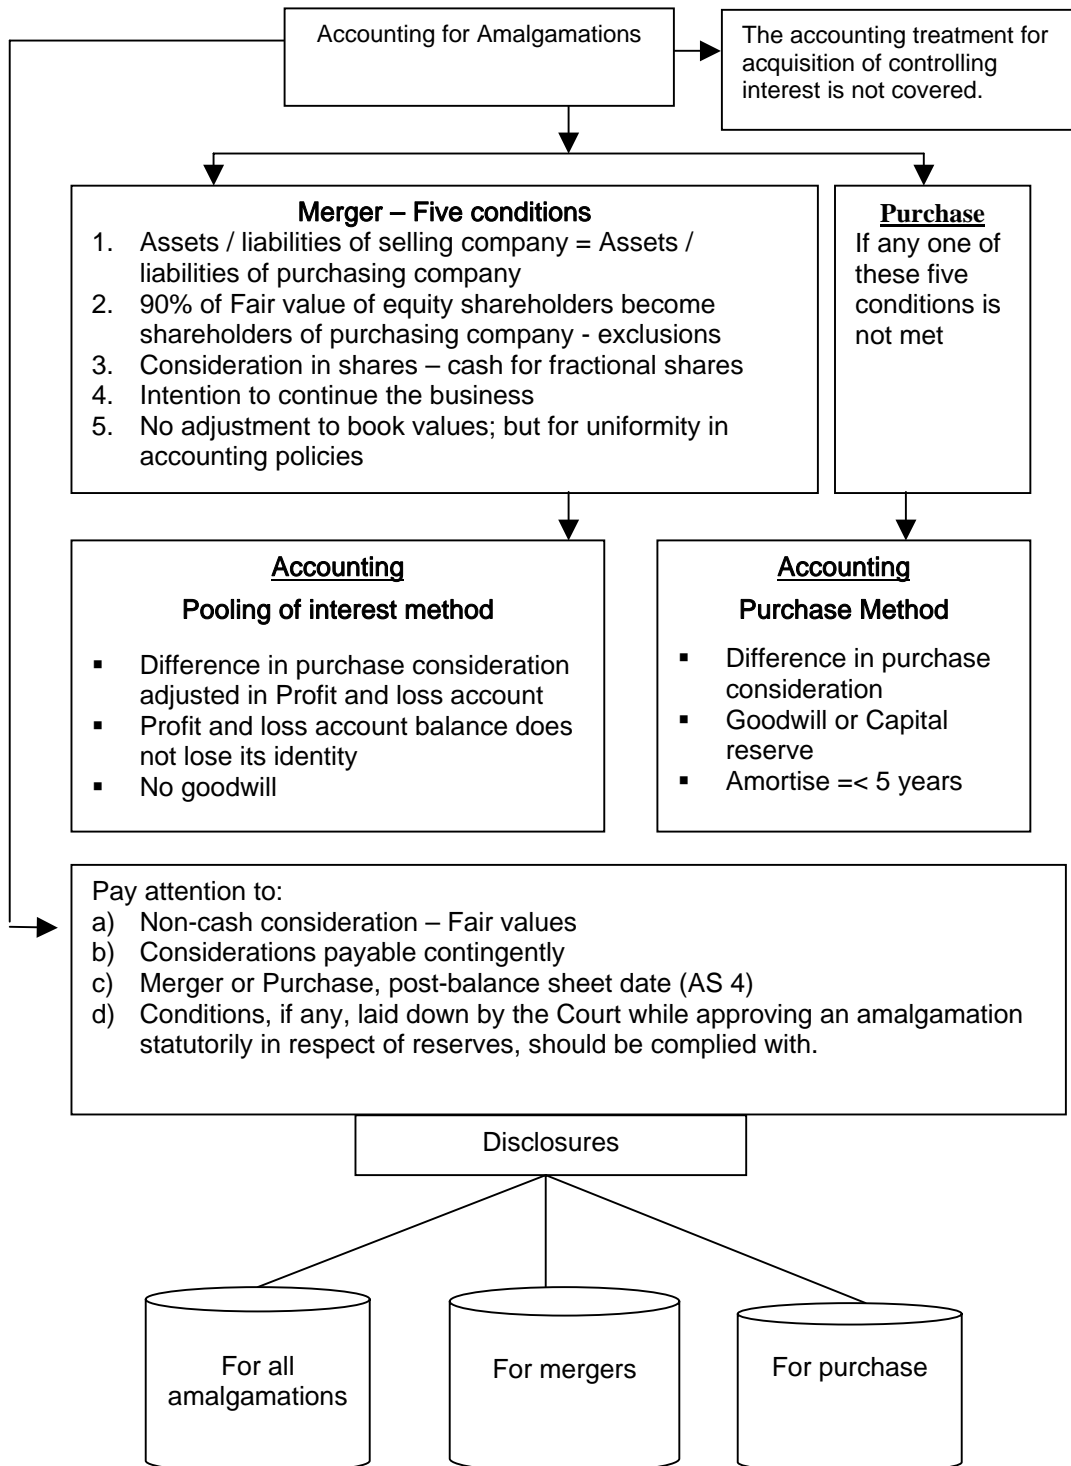 Accounting for Amalgamations
The accounting treatment for
acquisition of controlling
interest is not covered.
Merger – Five conditions
1. Assets / liabilities of selling company = Assets /
liabilities of purchasing company
2. 90% of Fair value of equity shareholders become
shareholders of purchasing company - exclusions
3. Consideration in shares – cash for fractional shares
4. Intention to continue the business
5. No adjustment to book values; but for uniformity in
accounting policies
Purchase
If any one of
these five
conditions is
not met
Accounting
Pooling of interest method
▪ Difference in purchase consideration
adjusted in Profit and loss account
▪ Profit and loss account balance does
not lose its identity
▪ No goodwill
Accounting
Purchase Method
▪ Difference in purchase
consideration
▪ Goodwill or Capital
reserve
▪ Amortise =< 5 years
Pay attention to:
a) Non-cash consideration – Fair values
b) Considerations payable contingently
c) Merger or Purchase, post-balance sheet date (AS 4)
d) Conditions, if any, laid down by the Court while approving an amalgamation
statutorily in respect of reserves, should be complied with.
Disclosures
For all
amalgamations
For mergers
For purchase